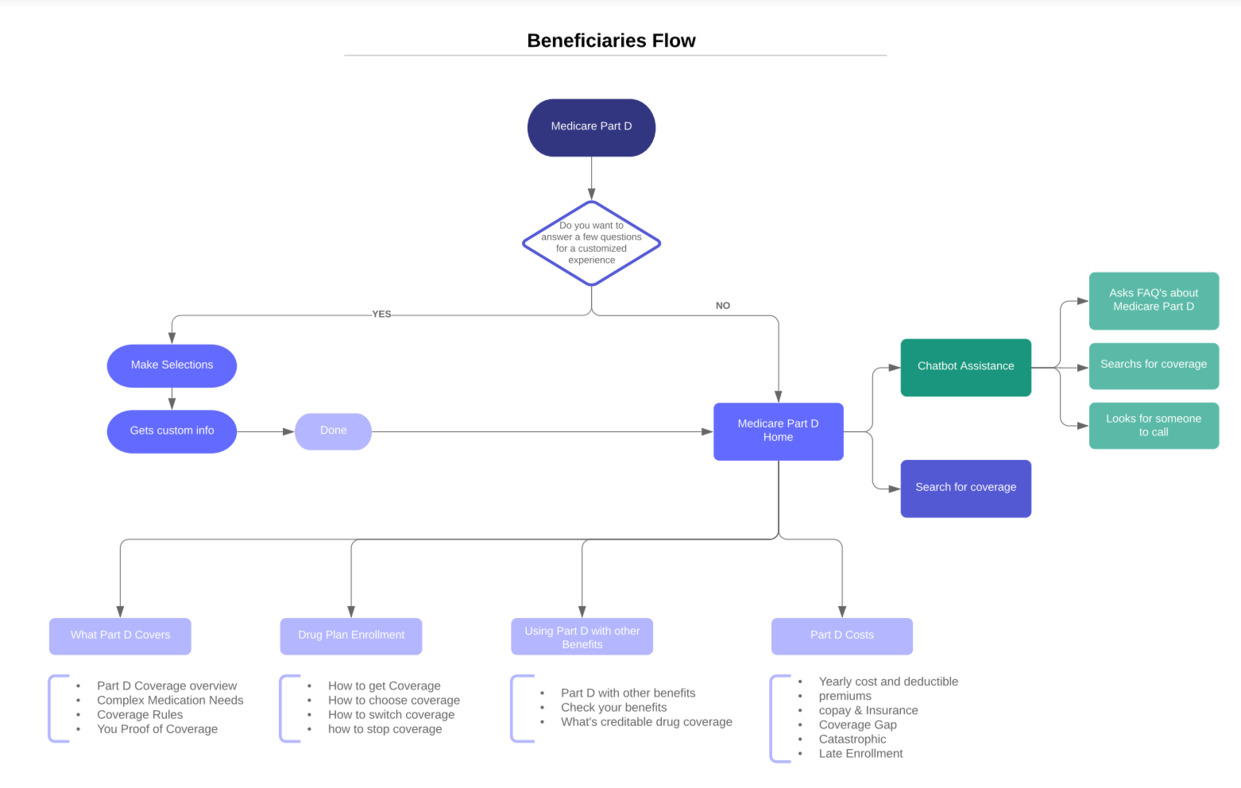 Beneficiaries Flow
Medicare Part D
Do you want to
answer a few questions
for a customized
experience
YES
NO
Make Selections
Gets custom info
Done
Medicare Part D
Home
Chatbot Assistance
Search for coverage
Asks FAQ's about
Medicare Part D
Searchs for coverage
Looks for someone
to call
What Part D Covers
• Part D Coverage overview
• Complex Medication Needs
• Coverage Rules
• You Proof of Coverage
Drug Plan Enrollment
• How to get Coverage
• How to choose coverage
• How to switch coverage
• how to stop coverage
Using Part D with other
Benefits
• Part D with other benefits
• Check your benefits
• What's creditable drug coverage
Part D Costs
• Yearly cost and deductible
• premiums
• copay & Insurance
• Coverage Gap
• Catastrophic
• Late Enrollment